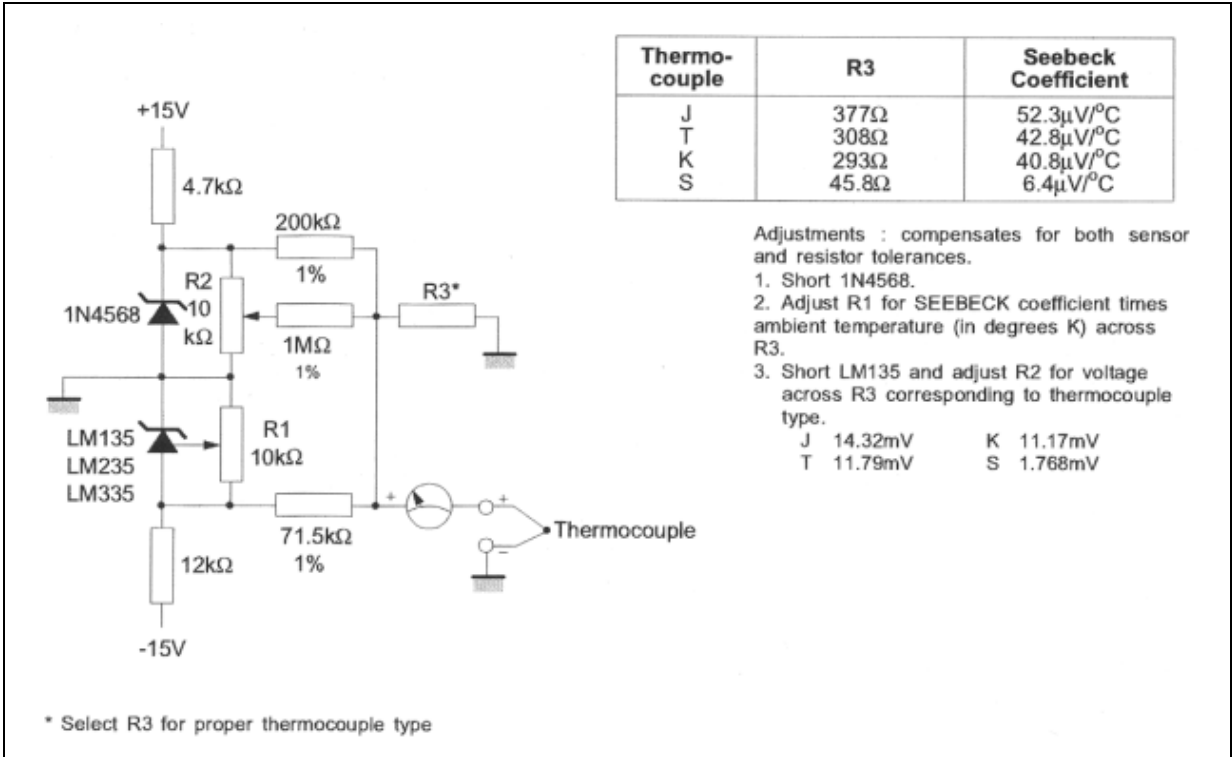 +15V
4.7kΩ
200kΩ
1%
R2
10
kΩ
1N4568
1MΩ
1%
R3*
LM135
LM235
LM335
R1
10kΩ
71.5kΩ
1%
+
+
−
Thermocouple
12kΩ
-15V
Thermo-
couple
R3
Seebeck
Coefficient
J 377Ω 52.3µV/°C
T 308Ω 42.8µV/°C
K 293Ω 40.8µV/°C
S 45.8Ω 6.4µV/°C
Adjustments : compensates for both sensor
and resistor tolerances.
1. Short 1N4568.
2. Adjust R1 for SEEBECK coefficient times
ambient temperature (in degrees K) across
R3.
3. Short LM135 and adjust R2 for voltage
across R3 corresponding to thermocouple
type.
J 14.32mV K 11.17mV
T 11.79mV S 1.768mV
* Select R3 for proper thermocouple type